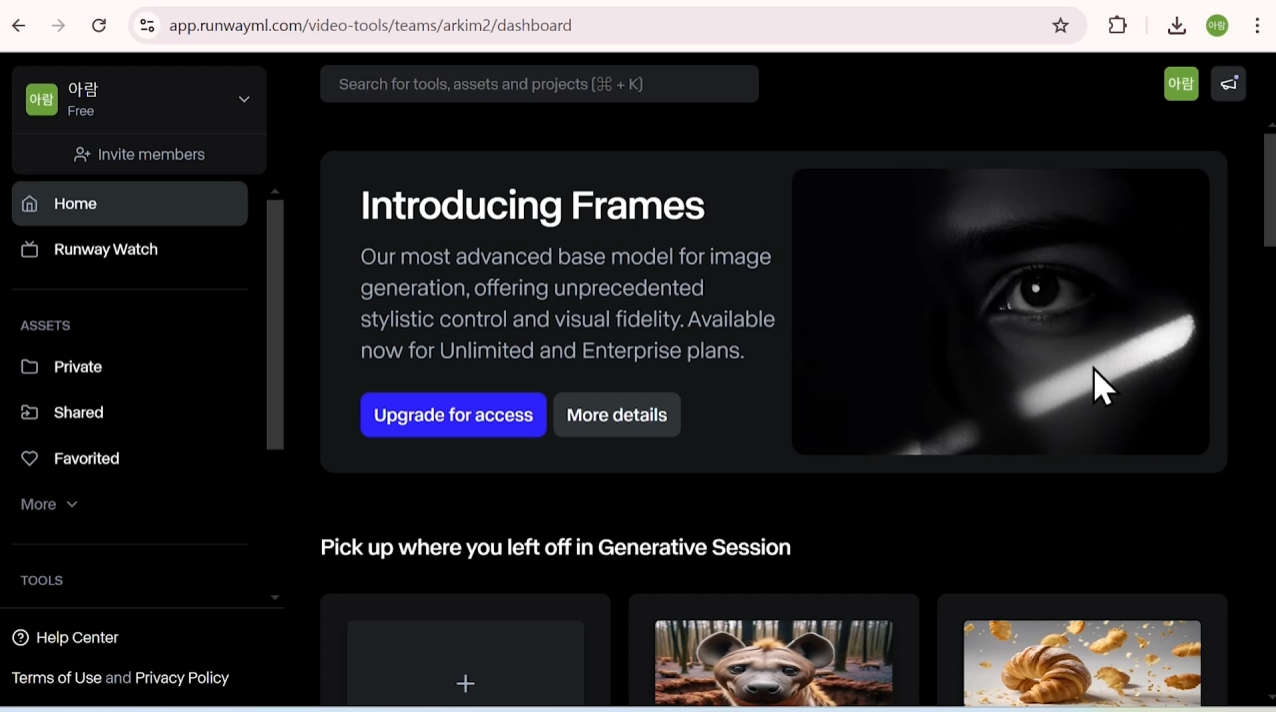 app.runwayml.com/video-tools/teams/arkim2/dashboard
아람
아람
아람
Free
Search for tools, assets and projects (⌘ + K)
아람
Invite members
Home
Runway Watch
ASSETS
Private
Shared
Favorited
More
TOOLS
Help Center
Terms of Use and Privacy Policy
Introducing Frames
Our most advanced base model for image
generation, offering unprecedented
stylistic control and visual fidelity. Available
now for Unlimited and Enterprise plans.
Upgrade for access
More details
Pick up where you left off in Generative Session